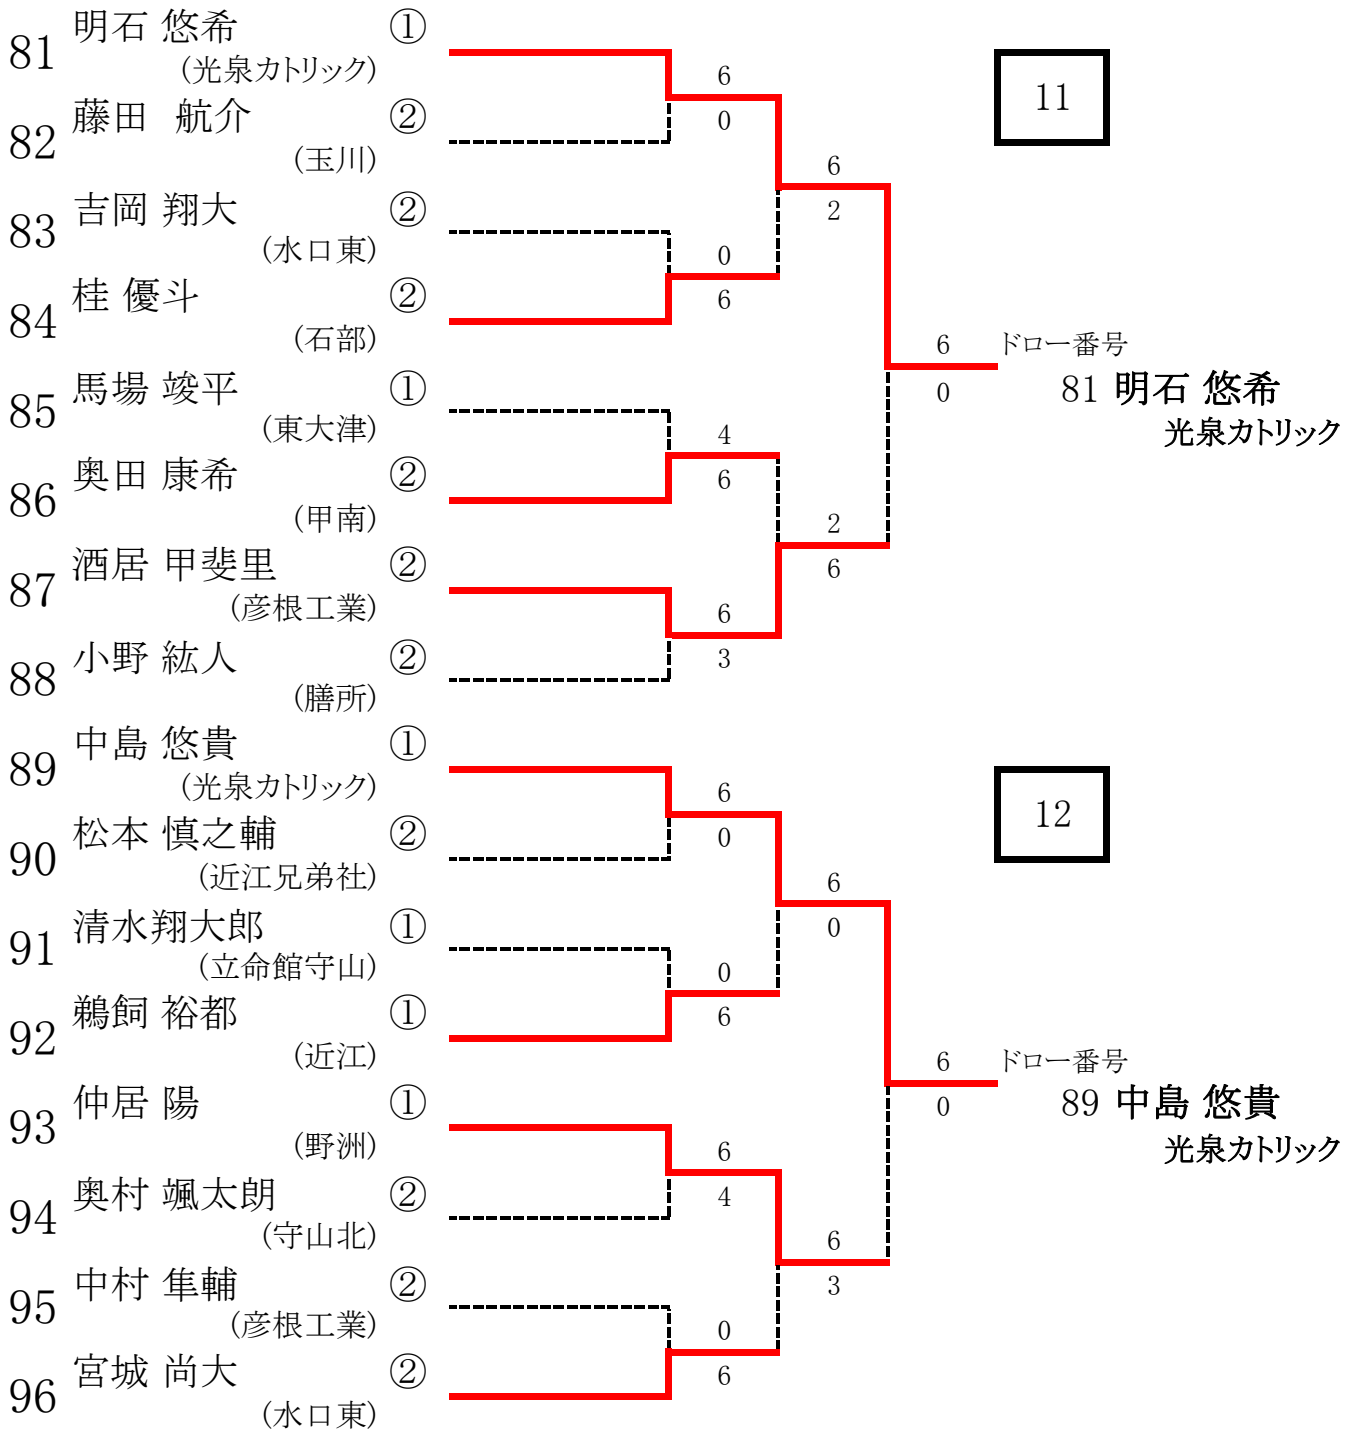 明石 悠希 ①
81
(光泉カトリック)
藤田 航介 ②
82
(玉川)
吉岡 翔大 ②
83
(水口東)
桂 優斗 ②
84
(石部)
馬場 竣平 ①
85
(東大津)
奥田 康希 ②
86
(甲南)
酒居 甲斐里 ②
87
(彦根工業)
小野 紘人 ②
88
(膳所)
6
0
0
6
4
6
6
3
6
2
2
6
6
0
11
ドロー番号
81 明石 悠希
光泉カトリック
中島 悠貴 ①
89
(光泉カトリック)
松本 慎之輔 ②
90
(近江兄弟社)
清水翔大郎 ①
91
(立命館守山)
鵜飼 裕都 ①
92
(近江)
仲居 陽 ①
93
(野洲)
奥村 颯太朗 ②
94
(守山北)
中村 隼輔 ②
95
(彦根工業)
宮城 尚大 ②
96
(水口東)
6
0
0
6
6
4
0
6
6
0
6
3
6
0
12
ドロー番号
89 中島 悠貴
光泉カトリック